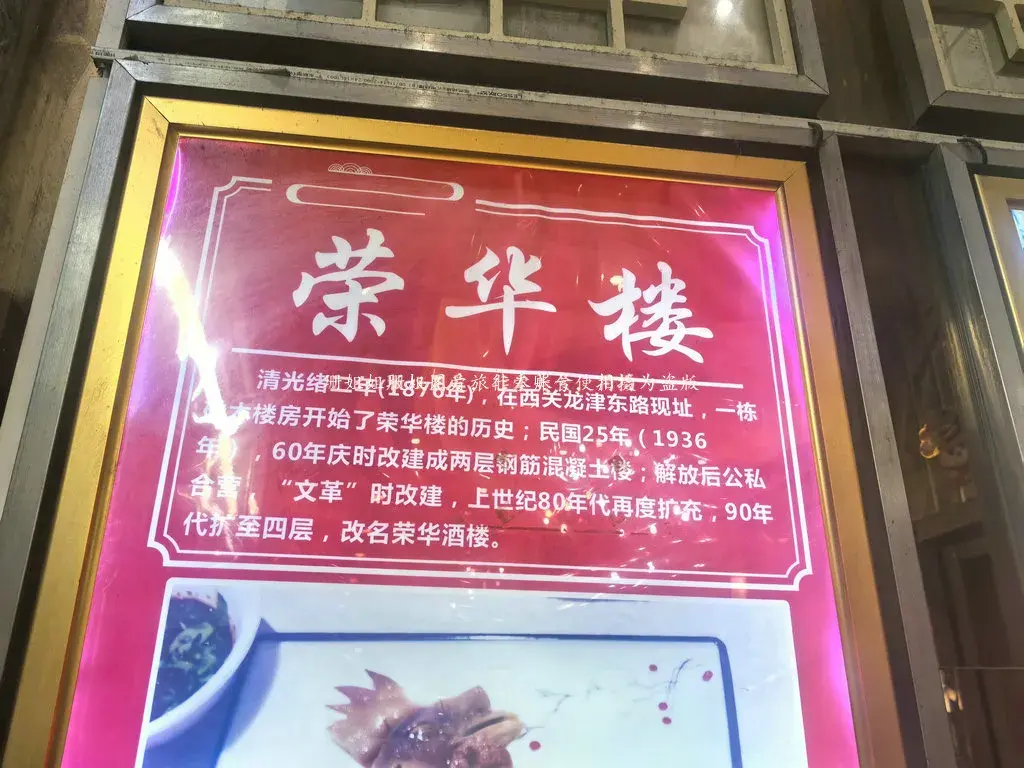 荣华楼
清光绪二年(1876年)，在西关龙津东路现址，一栋
木楼房开始了荣华楼的历史；民国25年（1936
年），60年庆时改建成两层钢筋混凝土楼；解放后公私
合营，“文革”时改建，上世纪80年代再度扩充，90年
代扩至四层，改名荣华酒楼。